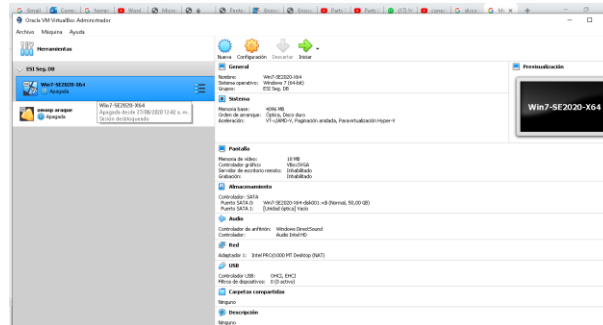 Gmail
Oracle VM VirtualBox Administrador
Archivo Máquina Ayuda
Herramientas
Nueva Configuración Descartar Iniciar
ESI Seg. DB
Win7-SE2020-X64
Apagada
Win7-SE2020-X64
Apagada desde 27/08/2020 12:42 a. m.
Sesión desbloqueada
owasp araque
Apagada
General
Nombre: Win7-SE2020-X64
Sistema operativo: Windows 7 (64-bit)
Grupos: ESI Seg. DB
Sistema
Memoria base: 4096 MB
Orden de arranque: Óptica, Disco duro
Aceleración: VT-x/AMD-V, Paginación anidada, Paravirtualización Hyper-V
Previsualización
Win7-SE2020-X64
Pantalla
Memoria de vídeo: 18 MB
Controlador gráfico: VBoxSVGA
Servidor de escritorio remoto: Inhabilitado
Grabación: Inhabilitado
Almacenamiento
Controlador: SATA
Puerto SATA 0: Win7-SE2020-X64-disk001.vdi (Normal, 50,00 GB)
Puerto SATA 1: [Unidad óptica] Vacío
Audio
Controlador de anfitrión: Windows DirectSound
Controlador: Audio Intel HD
Red
Adaptador 1: Intel PRO/1000 MT Desktop (NAT)
USB
Controlador USB: OHCI, EHCI
Filtros de dispositivos: 0 (0 activo)
Carpetas compartidas
Ninguno
Descripción
Ninguno